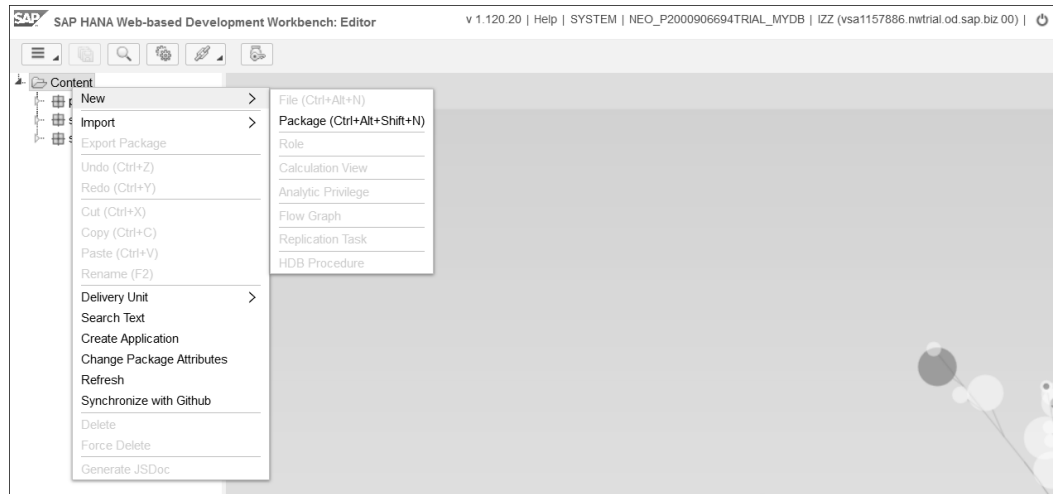 SAP SAP HANA Web-based Development Workbench: Editor v 1.120.20 | Help | SYSTEM | NEO_P2000906694TRIAL_MYDB | IZZ (vsa1157886.nwtrial.od.sap.biz 00) |
Content
New >
Import >
Export Package
Undo (Ctrl+Z)
Redo (Ctrl+Y)
Cut (Ctrl+X)
Copy (Ctrl+C)
Paste (Ctrl+V)
Rename (F2)
Delivery Unit >
Search Text
Create Application
Change Package Attributes
Refresh
Synchronize with Github
Delete
Force Delete
Generate JSDoc
File (Ctrl+Alt+N)
Package (Ctrl+Alt+Shift+N)
Role
Calculation View
Analytic Privilege
Flow Graph
Replication Task
HDB Procedure